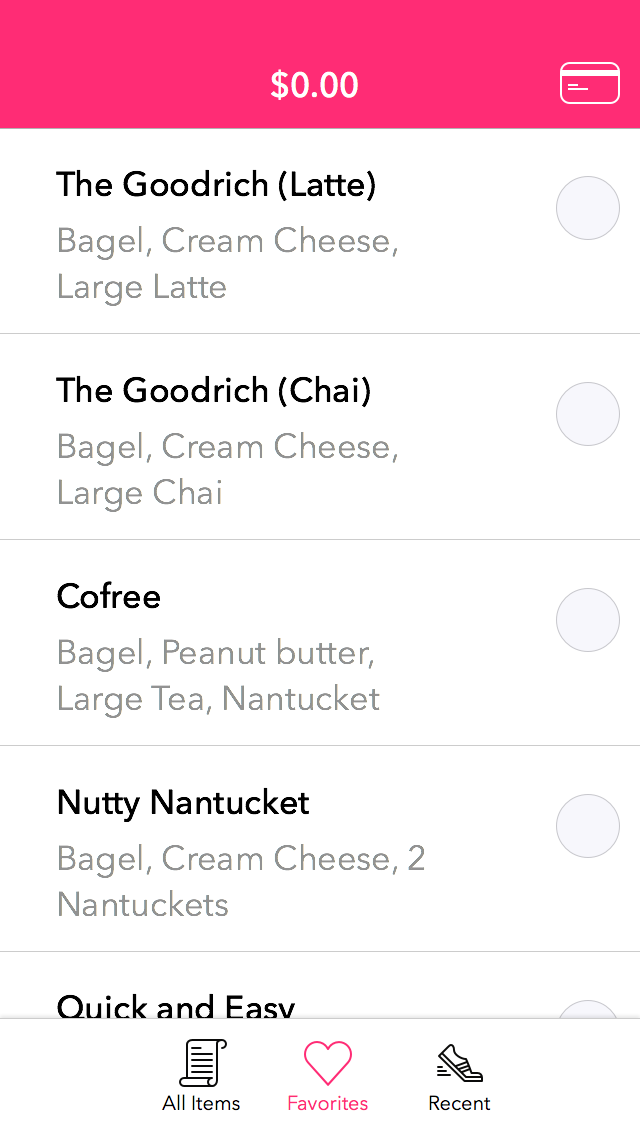 $0.00
The Goodrich (Latte)
Bagel, Cream Cheese,
Large Latte
The Goodrich (Chai)
Bagel, Cream Cheese,
Large Chai
Cofree
Bagel, Peanut butter,
Large Tea, Nantucket
Nutty Nantucket
Bagel, Cream Cheese, 2
Nantuckets
Quick and Easy
All Items
Favorites
Recent